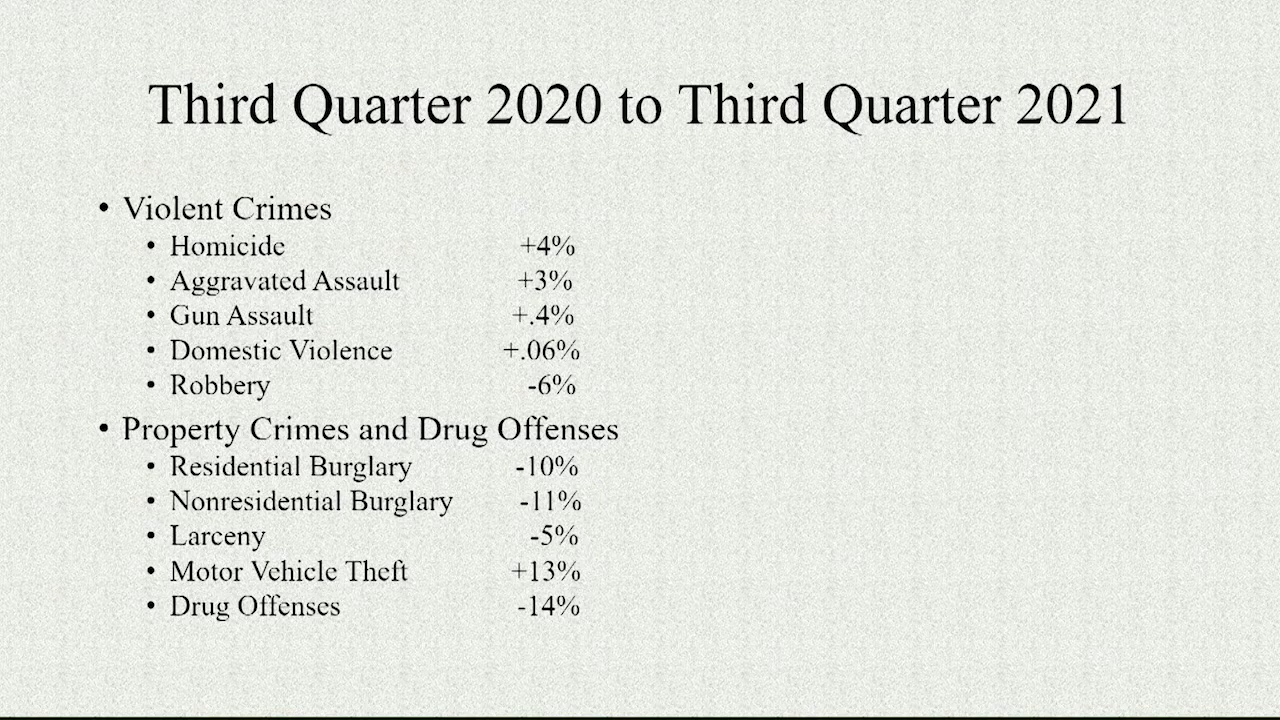 Third Quarter 2020 to Third Quarter 2021
• Violent Crimes
• Homicide +4%
• Aggravated Assault +3%
• Gun Assault +.4%
• Domestic Violence +.06%
• Robbery -6%
• Property Crimes and Drug Offenses
• Residential Burglary -10%
• Nonresidential Burglary -11%
• Larceny -5%
• Motor Vehicle Theft +13%
• Drug Offenses -14%